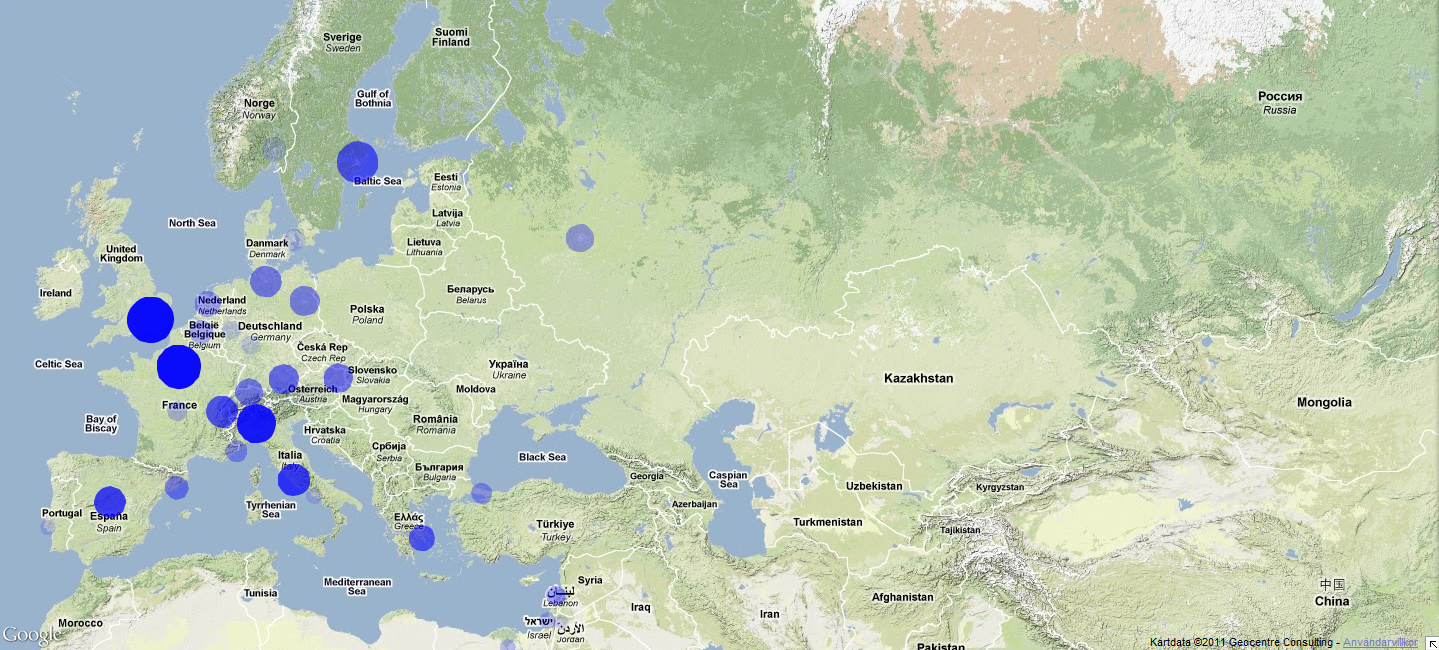 Sverige
Sweden
Suomi
Finland
Norge
Norway
Gulf of
Bothnia
Россия
Russia
Baltic Sea
Eesti
Estonia
North Sea
Latvija
Latvia
United
Kingdom
Danmark
Denmark
Lietuva
Lithuania
Ireland
Nederland
Netherlands
Беларусь
Belarus
Polska
Poland
België
Belgique
Belgium
Deutschland
Germany
Česká Rep
Czech Rep
Celtic Sea
Slovensko
Slovakia
Україна
Ukraine
Kazakhstan
Österreich
Austria
Moldova
Magyarország
Hungary
France
Mongolia
Bay of
Biscay
România
Romania
Hrvatska
Croatia
Србија
Serbia
Italia
Italy
Black Sea
България
Bulgaria
Georgia
Caspian
Sea
Uzbekistan
Kyrgyzstan
Azerbaijan
Portugal
España
Spain
Tyrrhenian
Sea
Ελλάς
Greece
Türkiye
Turkey
Turkmenistan
Tajikistan
Mediterranean
Sea
Syria
中国
China
Tunisia
لبنان
Lebanon
Iraq
Iran
Afghanistan
Morocco
ישראל
Israel
الأردن
Jordan
Google
Pakistan
Kartdata ©2011 Geocentre Consulting - Användarvillkor